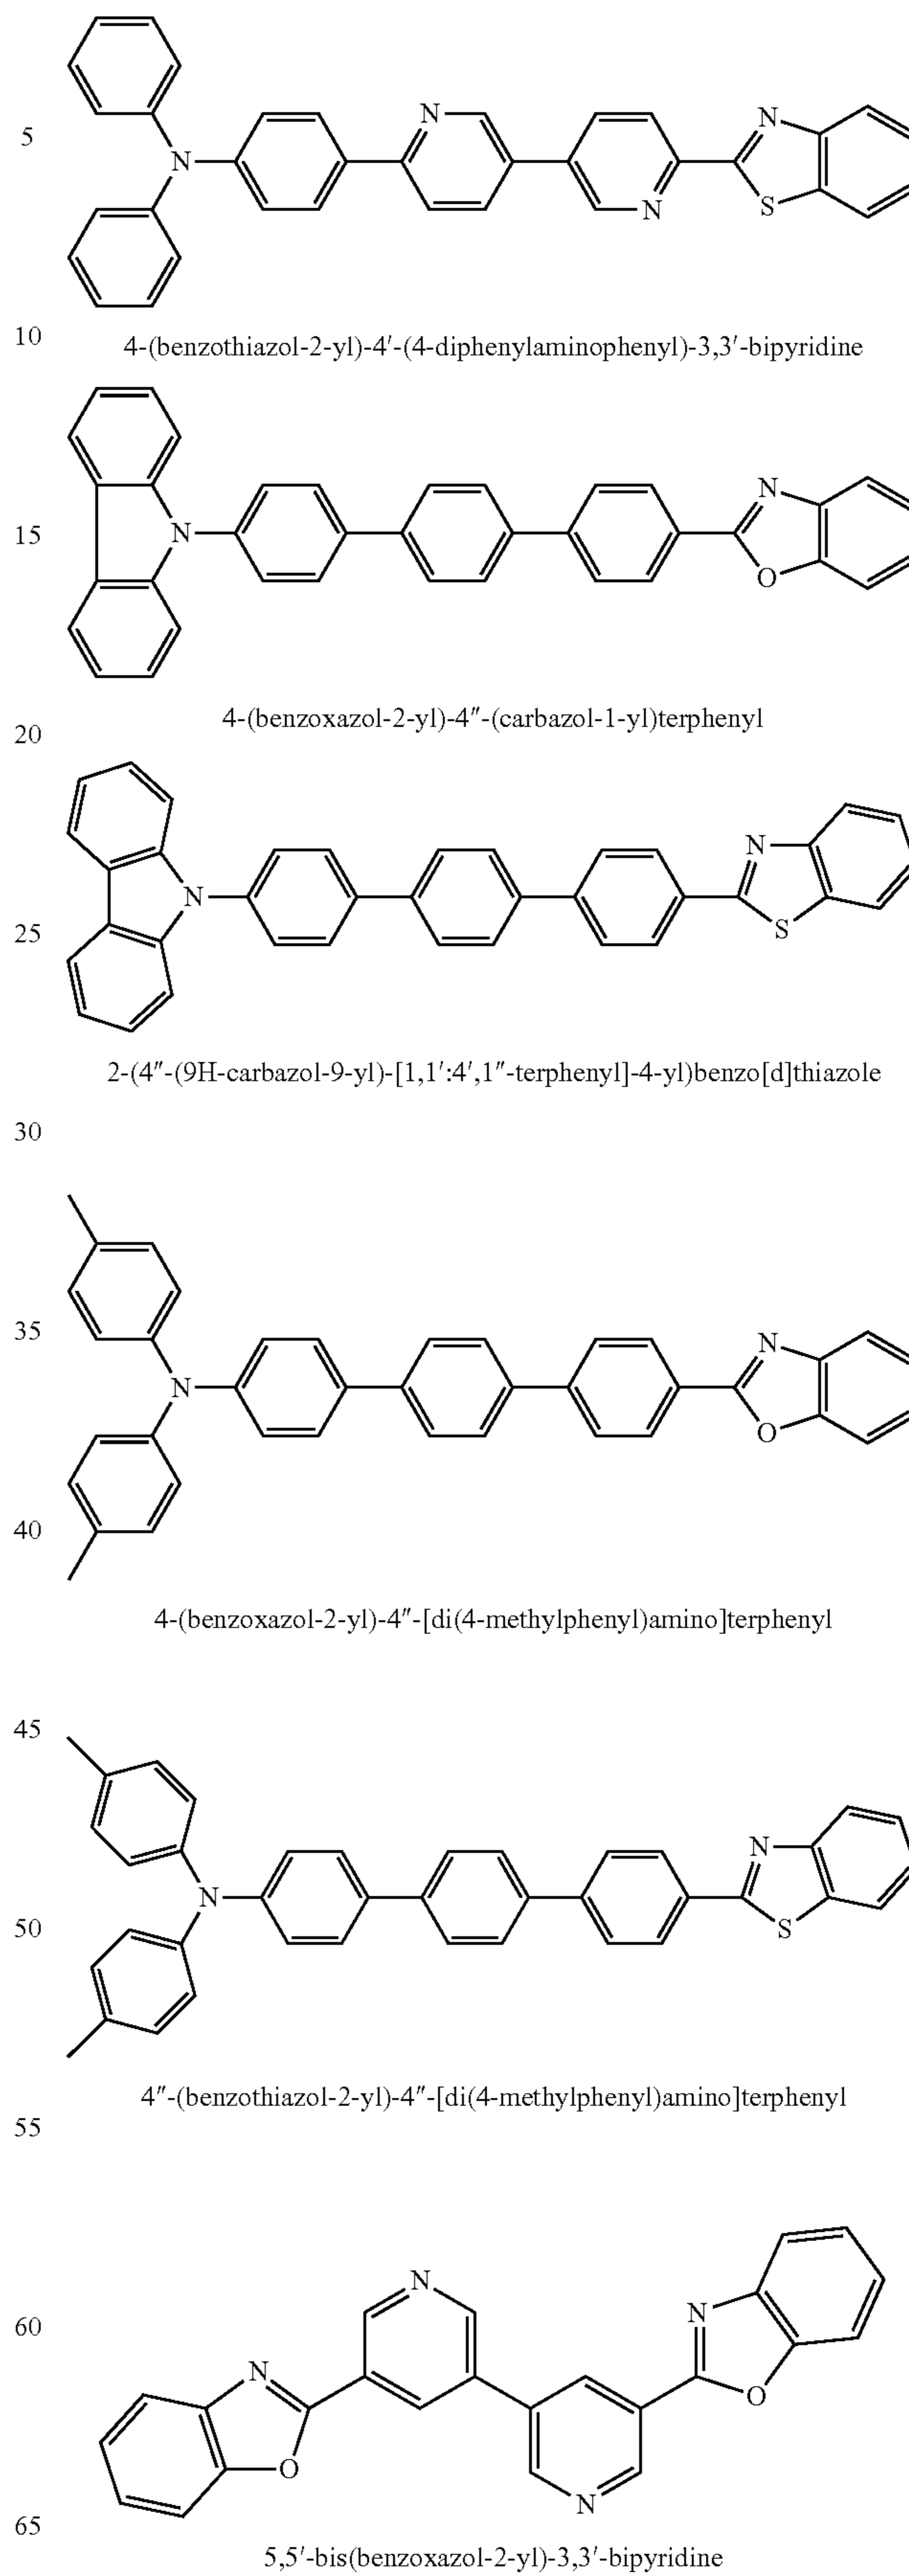 5
N
N
N
N
S
10
4-(benzothiazol-2-yl)-4′-(4-diphenylaminophenyl)-3,3′-bipyridine
15
N
N
O
4-(benzoxazol-2-yl)-4″-(carbazol-1-yl)terphenyl
20
N
N
S
25
2-(4″-(9H-carbazol-9-yl)-[1,1′:4′,1″-terphenyl]-4-yl)benzo[d]thiazole
30
35
N
N
O
40
4-(benzoxazol-2-yl)-4″-[di(4-methylphenyl)amino]terphenyl
45
N
N
S
50
4″-(benzothiazol-2-yl)-4″-[di(4-methylphenyl)amino]terphenyl
55
N
60
N
N
O
O
N
65
5,5′-bis(benzoxazol-2-yl)-3,3′-bipyridine